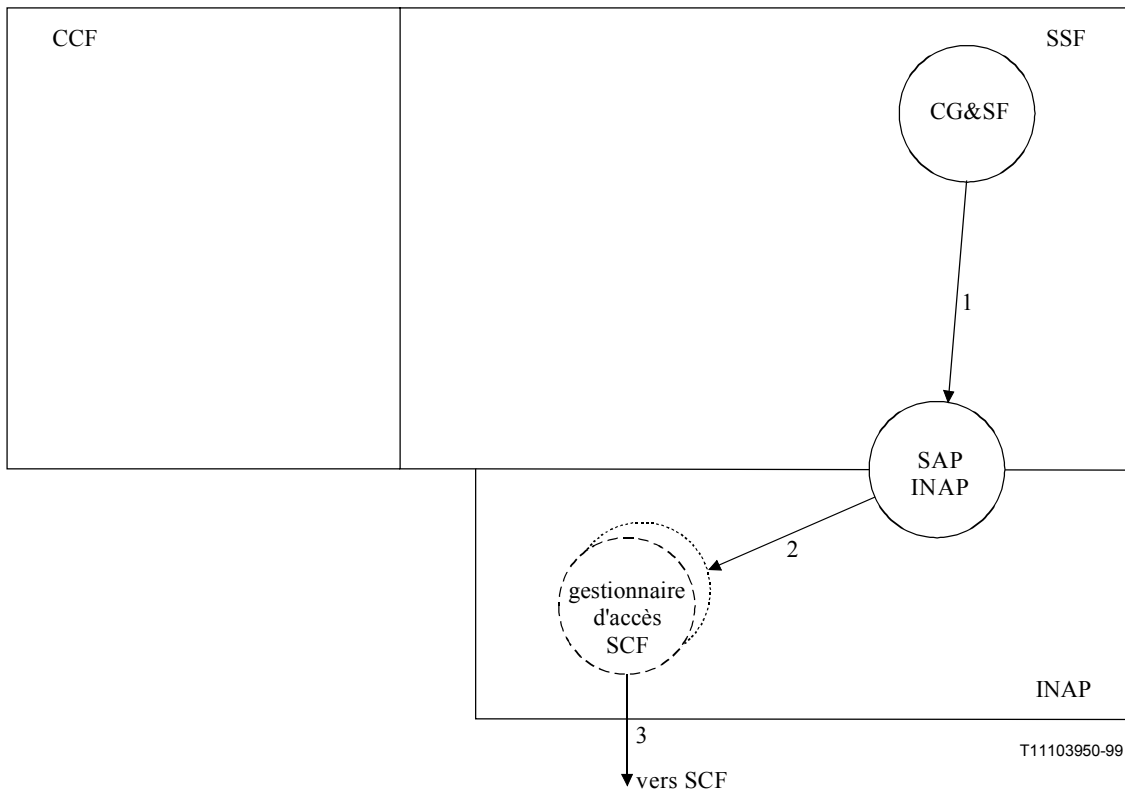 CCF
SSF
CG&SF
1
SAP
INAP
2
gestionnaire
d'accès
SCF
INAP
3
T11103950-99
vers SCF